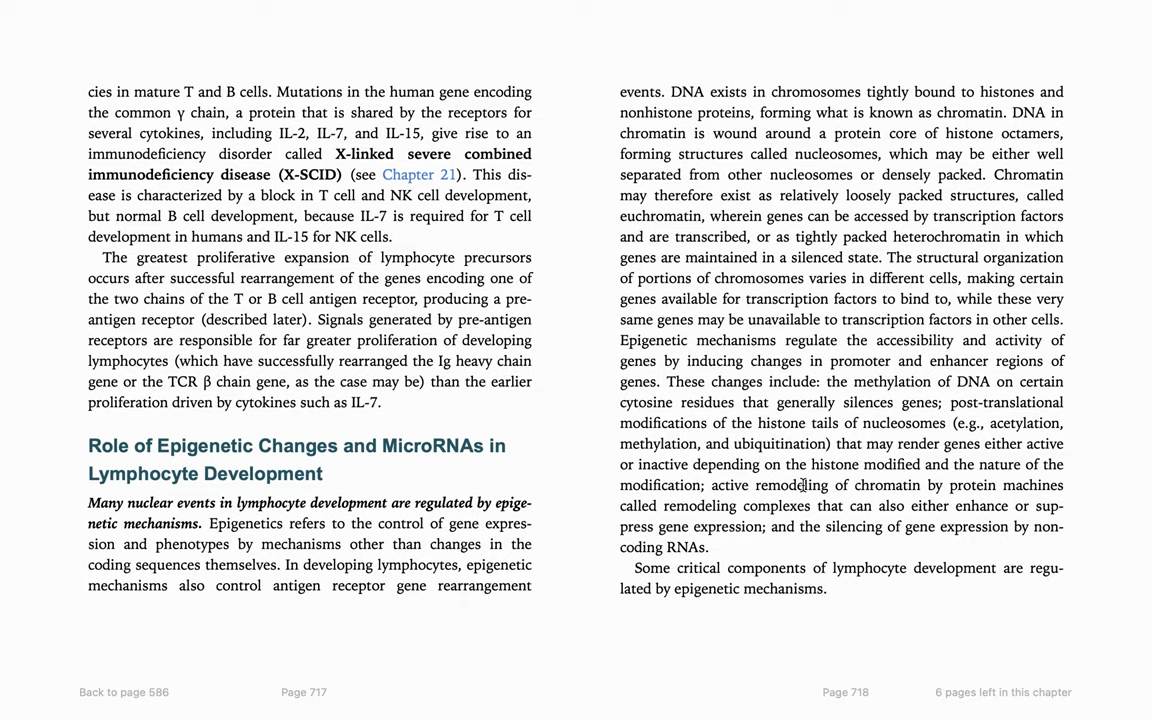 cies in mature T and B cells. Mutations in the human gene encoding
the common γ chain, a protein that is shared by the receptors for
several cytokines, including IL-2, IL-7, and IL-15, give rise to an
immunodeficiency disorder called X-linked severe combined
immunodeficiency disease (X-SCID) (see Chapter 21). This dis-
ease is characterized by a block in T cell and NK cell development,
but normal B cell development, because IL-7 is required for T cell
development in humans and IL-15 for NK cells.
The greatest proliferative expansion of lymphocyte precursors
occurs after successful rearrangement of the genes encoding one of
the two chains of the T or B cell antigen receptor, producing a pre-
antigen receptor (described later). Signals generated by pre-antigen
receptors are responsible for far greater proliferation of developing
lymphocytes (which have successfully rearranged the Ig heavy chain
gene or the TCR β chain gene, as the case may be) than the earlier
proliferation driven by cytokines such as IL-7.
Role of Epigenetic Changes and MicroRNAs in
Lymphocyte Development
Many nuclear events in lymphocyte development are regulated by epige-
netic mechanisms. Epigenetics refers to the control of gene expres-
sion and phenotypes by mechanisms other than changes in the
coding sequences themselves. In developing lymphocytes, epigenetic
mechanisms also control antigen receptor gene rearrangement
events. DNA exists in chromosomes tightly bound to histones and
nonhistone proteins, forming what is known as chromatin. DNA in
chromatin is wound around a protein core of histone octamers,
forming structures called nucleosomes, which may be either well
separated from other nucleosomes or densely packed. Chromatin
may therefore exist as relatively loosely packed structures, called
euchromatin, wherein genes can be accessed by transcription factors
and are transcribed, or as tightly packed heterochromatin in which
genes are maintained in a silenced state. The structural organization
of portions of chromosomes varies in different cells, making certain
genes available for transcription factors to bind to, while these very
same genes may be unavailable to transcription factors in other cells.
Epigenetic mechanisms regulate the accessibility and activity of
genes by inducing changes in promoter and enhancer regions of
genes. These changes include: the methylation of DNA on certain
cytosine residues that generally silences genes; post-translational
modifications of the histone tails of nucleosomes (e.g., acetylation,
methylation, and ubiquitination) that may render genes either active
or inactive depending on the histone modified and the nature of the
modification; active remodeling of chromatin by protein machines
called remodeling complexes that can also either enhance or sup-
press gene expression; and the silencing of gene expression by non-
coding RNAs.
Some critical components of lymphocyte development are regu-
lated by epigenetic mechanisms.
Back to page 586
Page 717
Page 718
6 pages left in this chapter